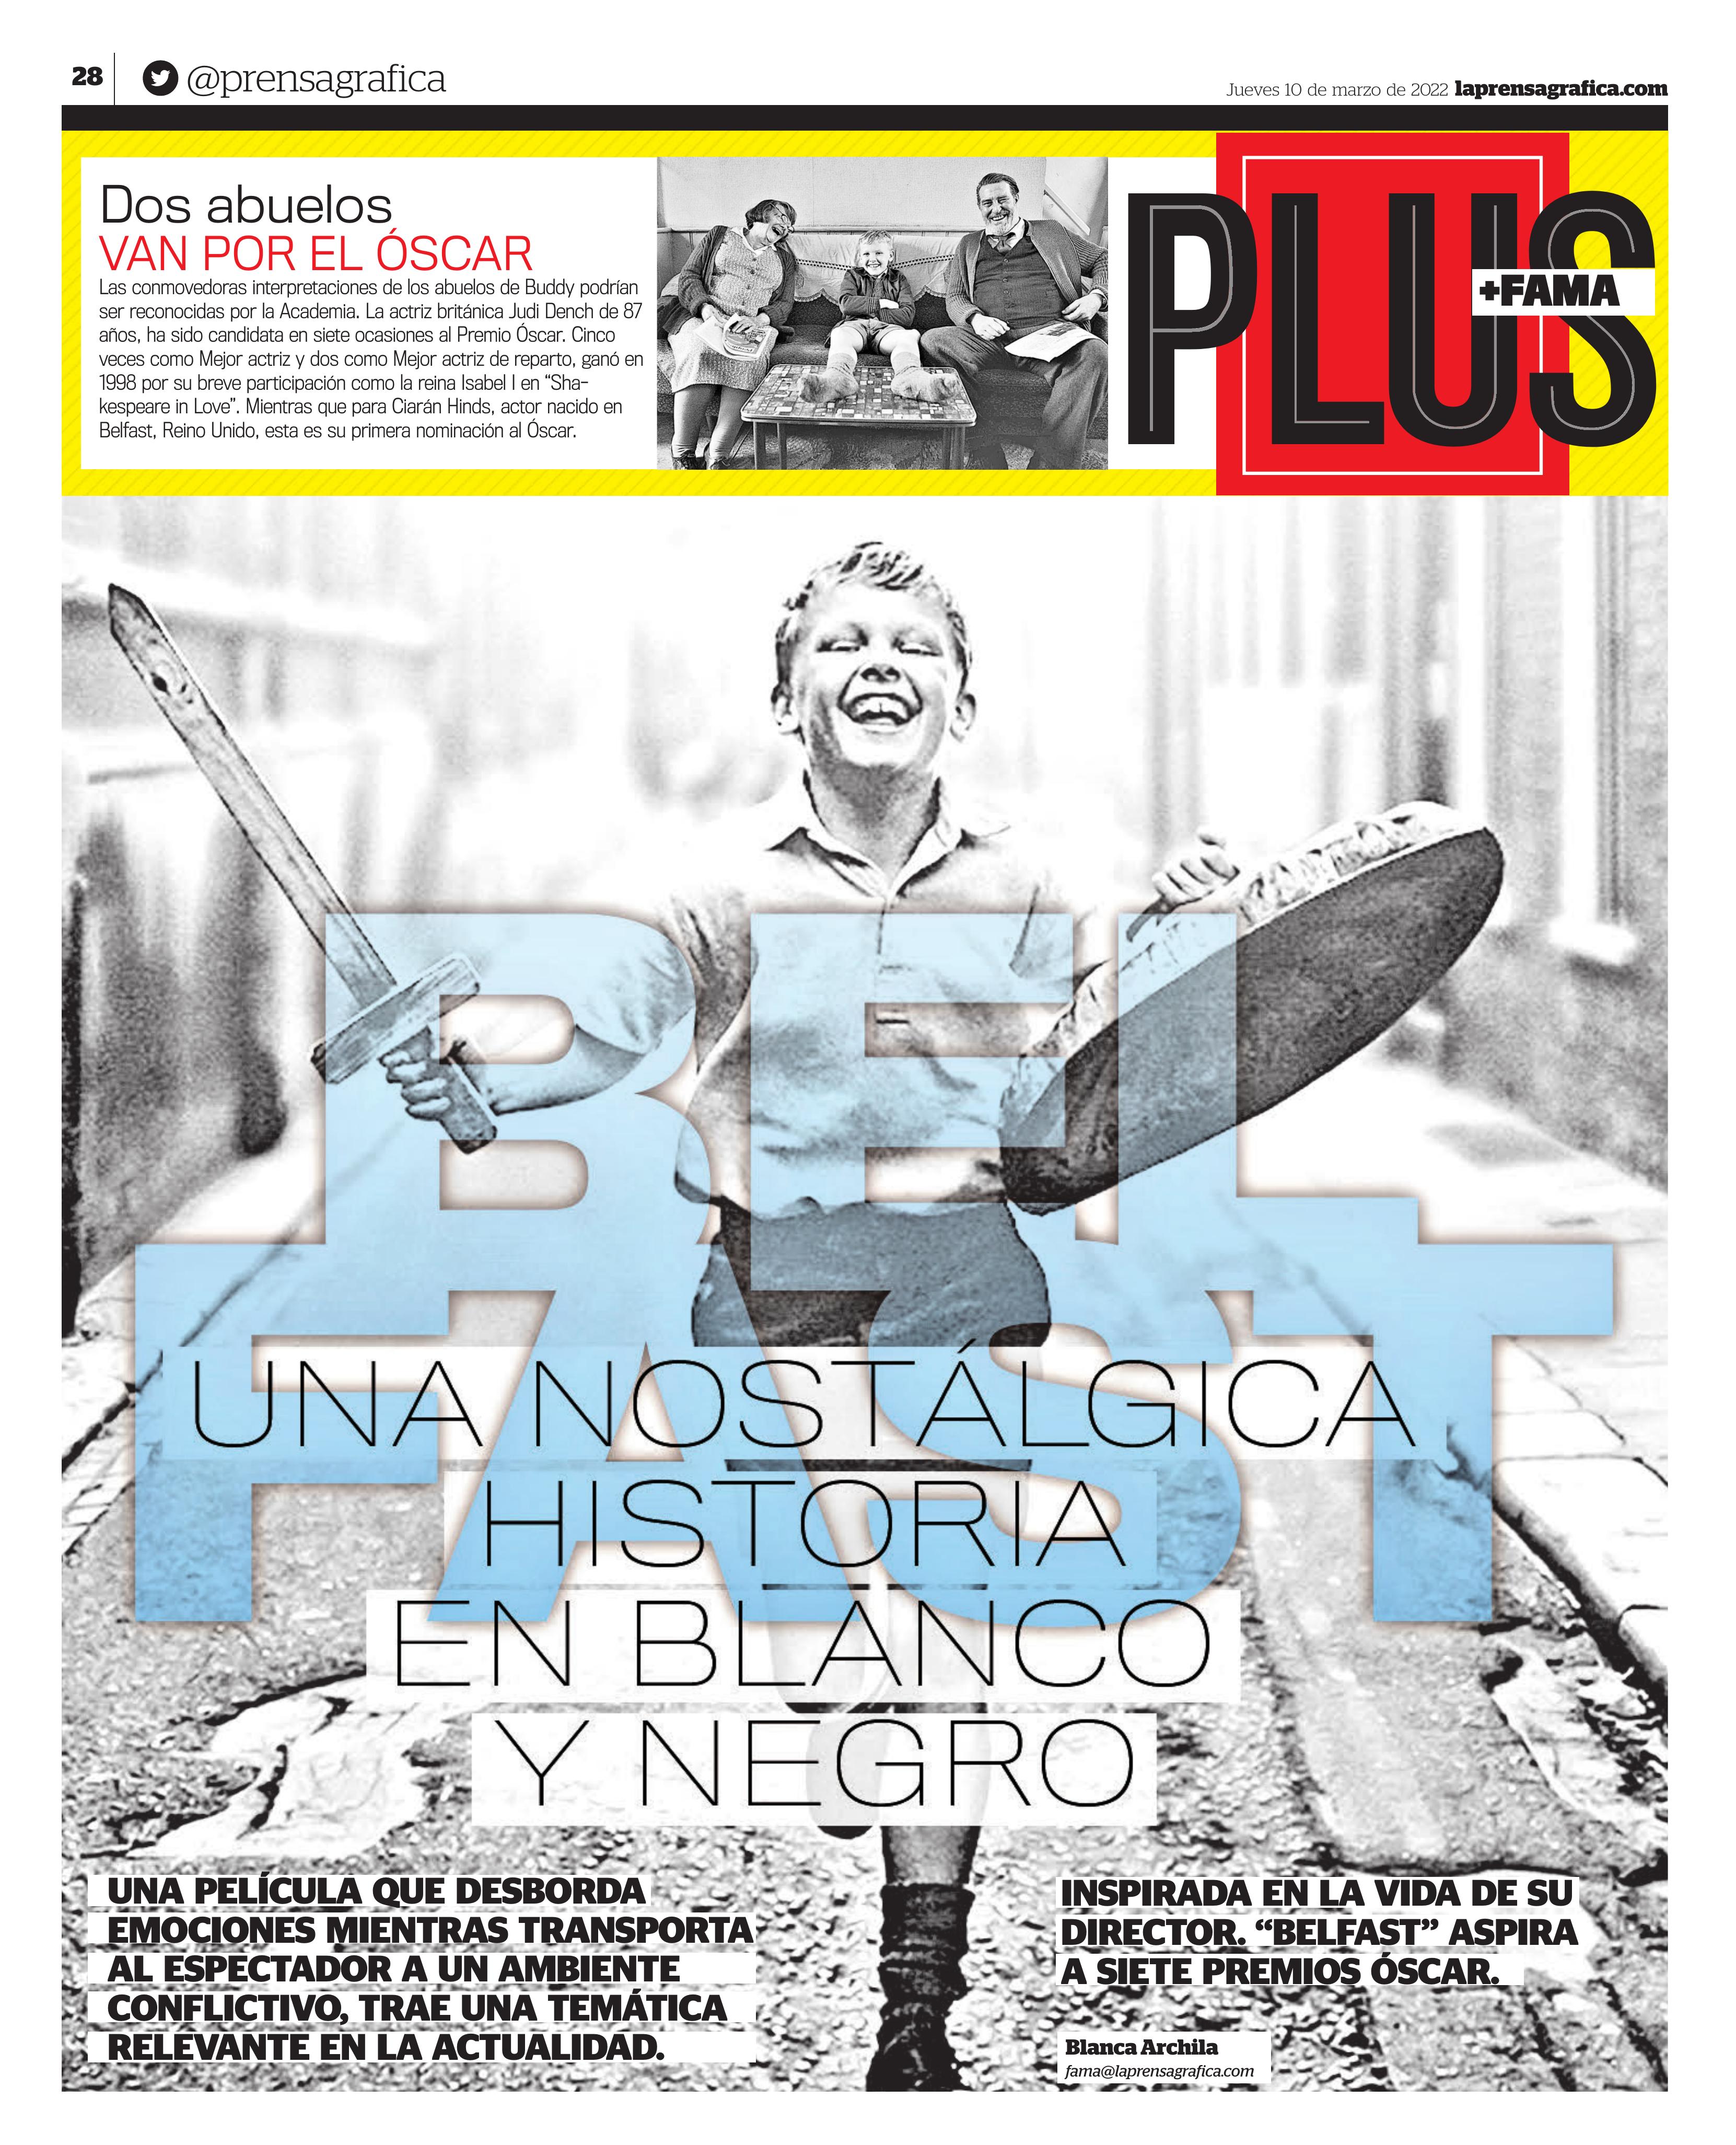 28
@prensagrafica
Jueves 10 de marzo de 2022 laprensagrafica.com
Dos abuelos
VAN POR EL ÓSCAR
Las conmovedoras interpretaciones de los abuelos de Buddy podrían
ser reconocidas por la Academia. La actriz británica Judi Dench de 87
años, ha sido candidata en siete ocasiones al Premio Óscar. Cinco
veces como Mejor actriz y dos como Mejor actriz de reparto, ganó en
1998 por su breve participación como la reina Isabel I en “Sha-
kespeare in Love”. Mientras que para Ciarán Hinds, actor nacido en
Belfast, Reino Unido, esta es su primera nominación al Óscar.
PLUS
+FAMA
BEL
FAST
UNA NOSTÁLGICA
HISTORIA
EN BLANCO
Y NEGRO
UNA PELÍCULA QUE DESBORDA
EMOCIONES MIENTRAS TRANSPORTA
AL ESPECTADOR A UN AMBIENTE
CONFLICTIVO, TRAE UNA TEMÁTICA
RELEVANTE EN LA ACTUALIDAD.
INSPIRADA EN LA VIDA DE SU
DIRECTOR. “BELFAST” ASPIRA
A SIETE PREMIOS ÓSCAR.
Blanca Archila
fama@laprensagrafica.com